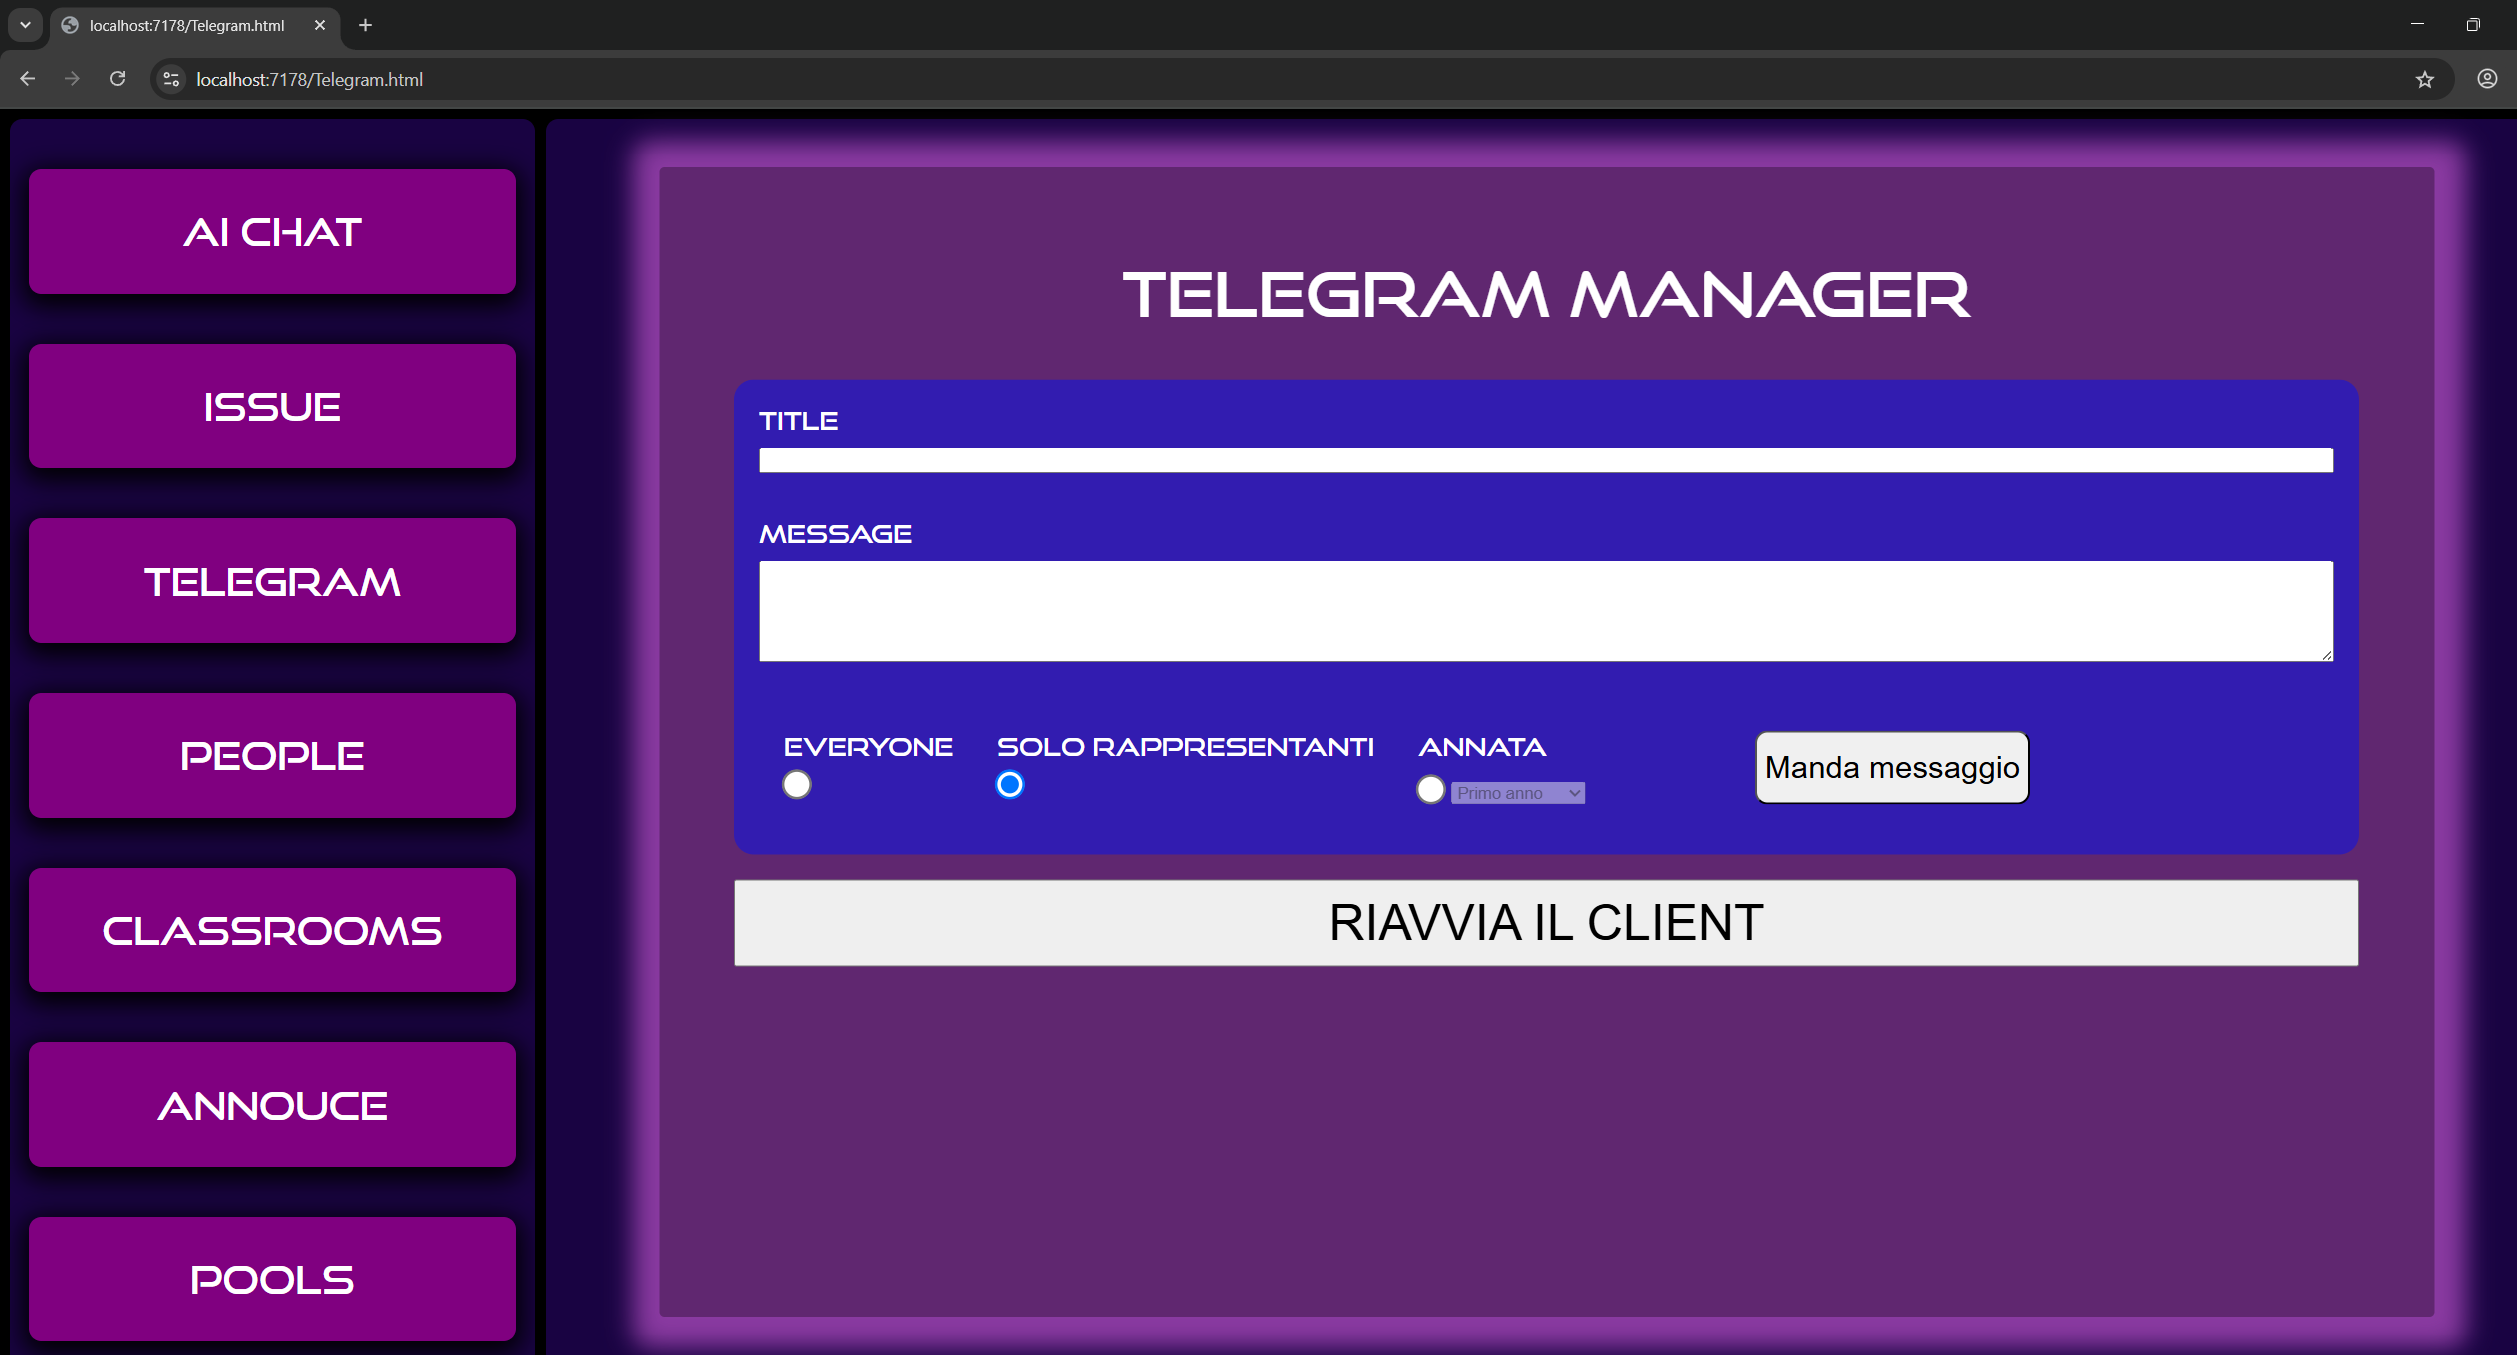 localhost:7178/Telegram.html
localhost:7178/Telegram.html
AI CHAT
ISSUE
TELEGRAM
PEOPLE
CLASSROOMS
ANNOUCE
POOLS
TELEGRAM MANAGER
TITLE
MESSAGE
EVERYONE
SOLO RAPPRESENTANTI
ANNATA
Primo anno
Manda messaggio
RIAVVIA IL CLIENT